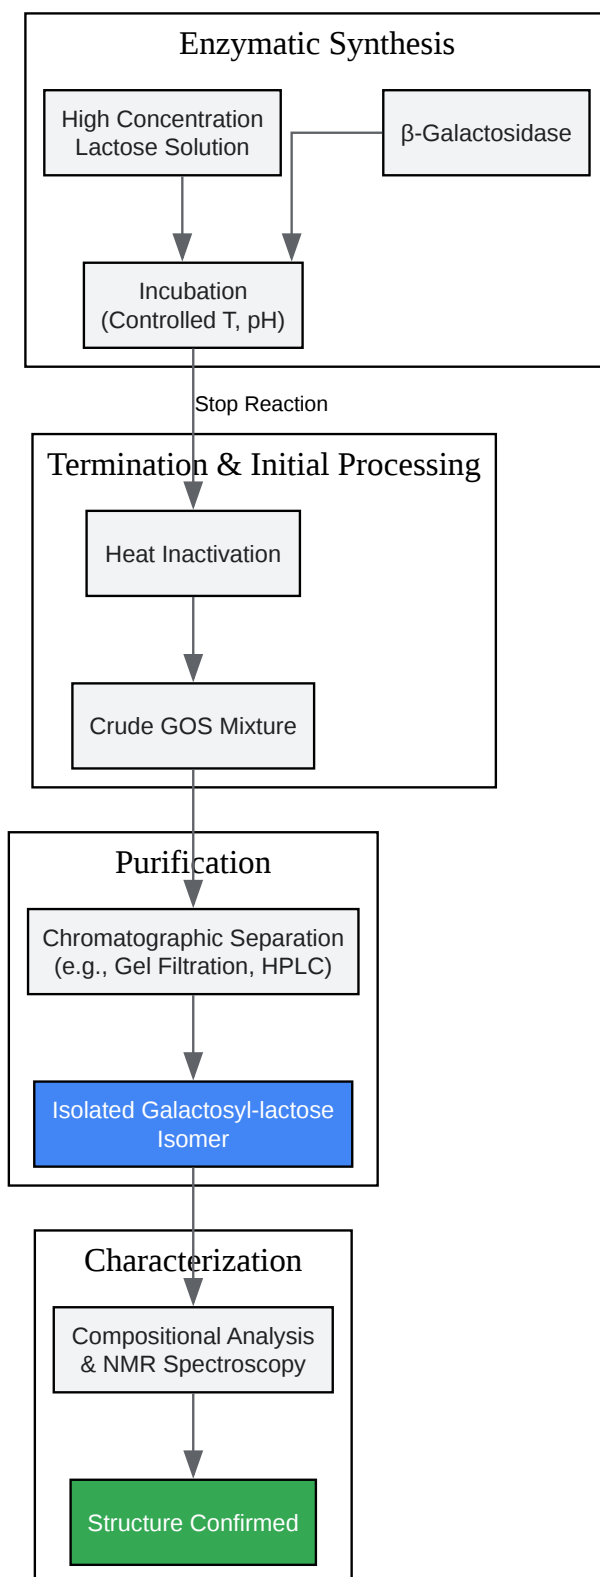 Enzymatic Synthesis
High Concentration
Lactose Solution
β-Galactosidase
Incubation
(Controlled T, pH)
Stop Reaction
Termination & Initial Processing
Heat Inactivation
Crude GOS Mixture
Purification
Chromatographic Separation
(e.g., Gel Filtration, HPLC)
Isolated Galactosyl-lactose
Isomer
Characterization
Compositional Analysis
& NMR Spectroscopy
Structure Confirmed